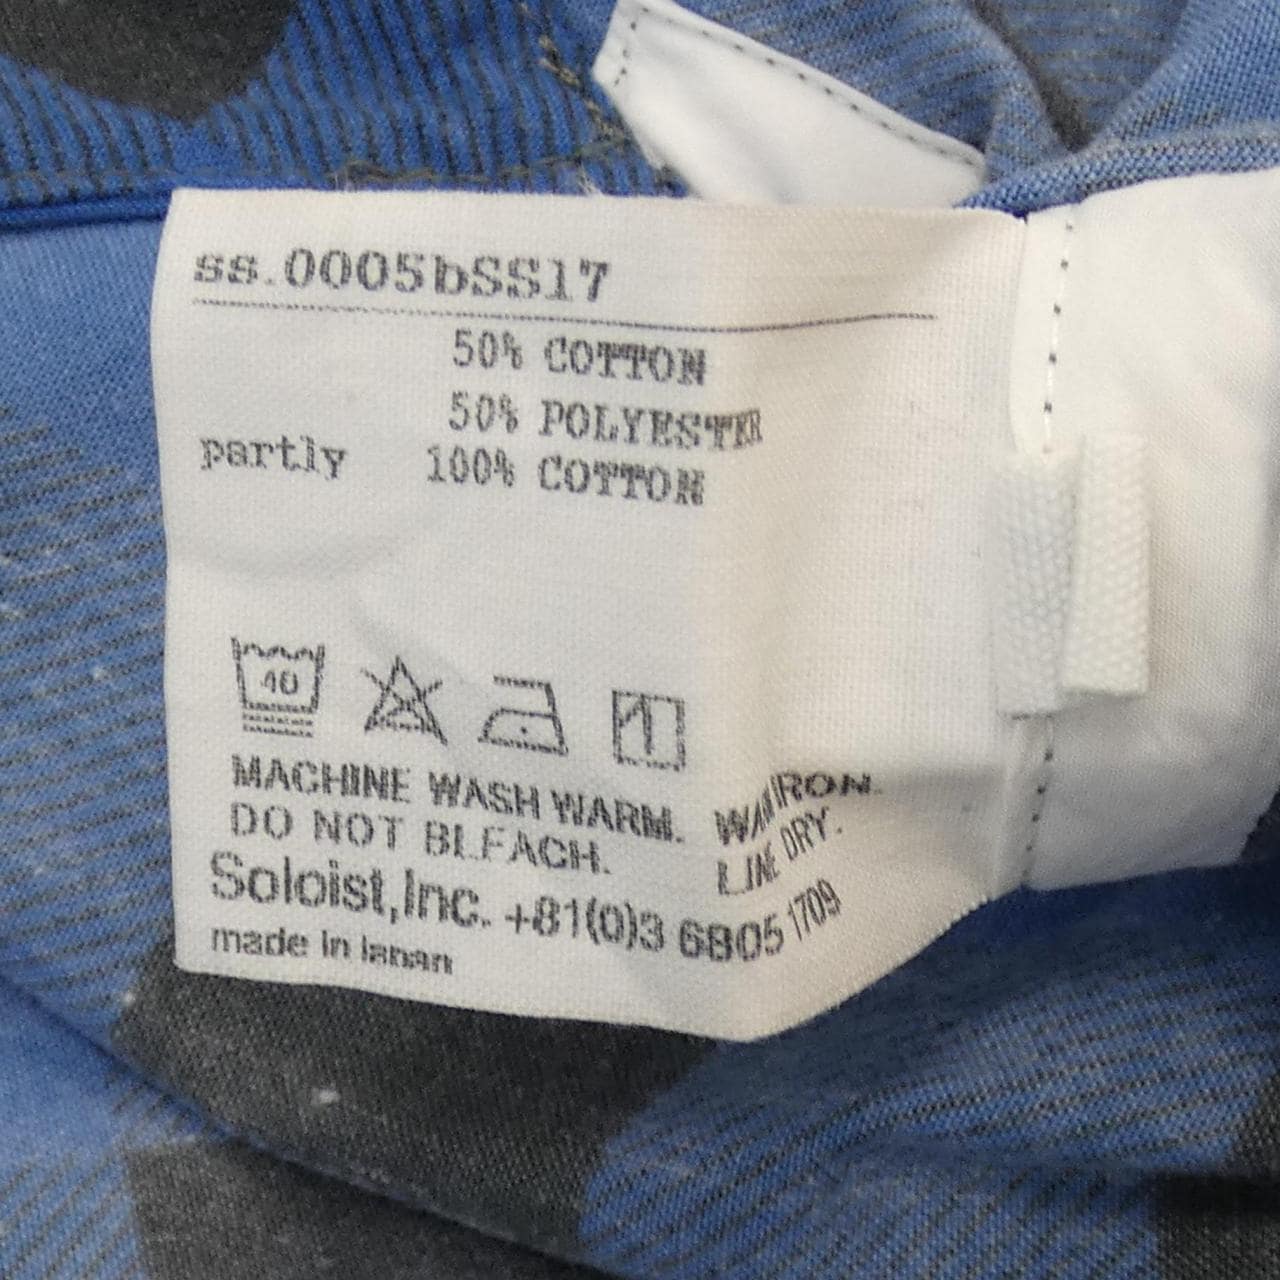 ss.0005bSS17
50% COTTON
50% POLYESTER
partly 100% COTTON
40
MACHINE WASH WARM. WARM IRON.
DO NOT BLEACH. LINE DRY.
Soloist,Inc. +81(0)3 6805 1709
made in Japan